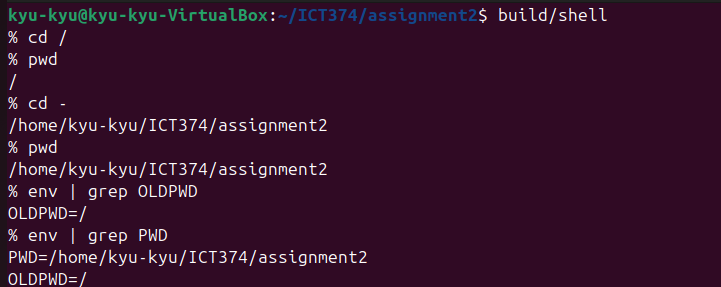 kyu-kyu@kyu-kyu-VirtualBox:~/ICT374/assignment2$ build/shell
% cd /
% pwd
/
% cd -
/home/kyu-kyu/ICT374/assignment2
% pwd
/home/kyu-kyu/ICT374/assignment2
% env | grep OLDPWD
OLDPWD=/
% env | grep PWD
PWD=/home/kyu-kyu/ICT374/assignment2
OLDPWD=/